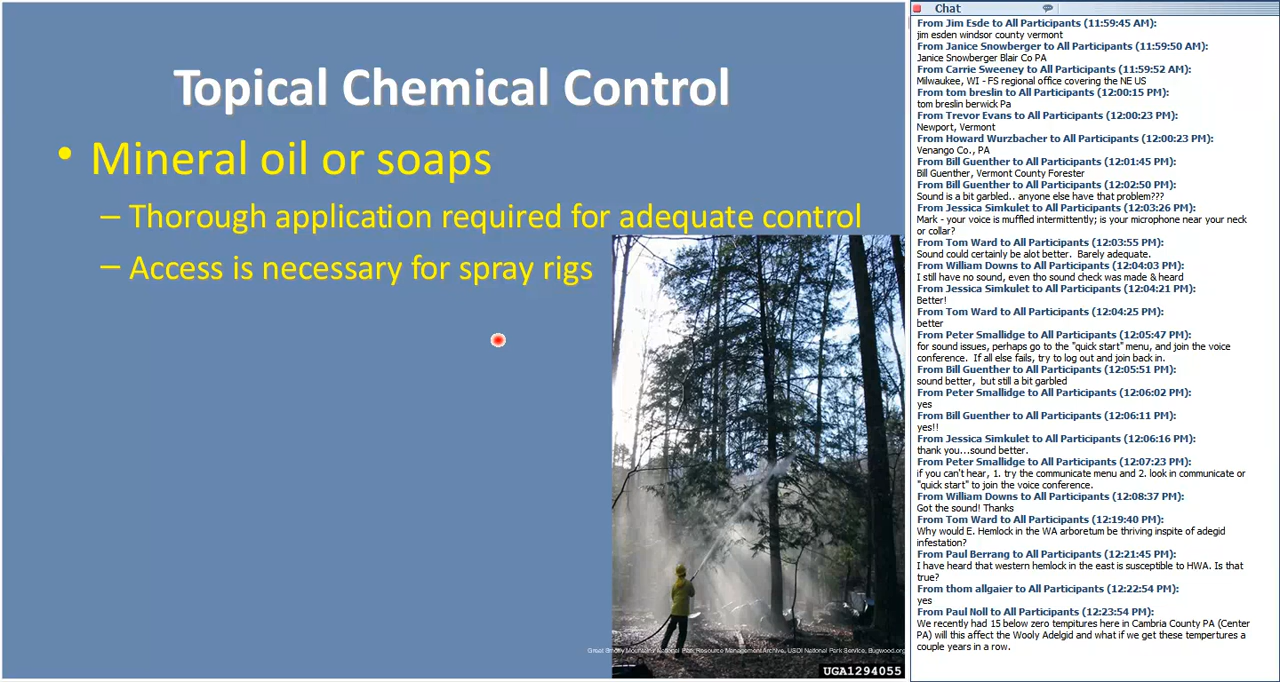 Topical Chemical Control
• Mineral oil or soaps
– Thorough application required for adequate control
– Access is necessary for spray rigs
Great Smoky Mountains National Park Resource Management Archive, USDI National Park Service, Bugwood.org
UGA1294055
Chat
From Jim Esde to All Participants (11:59:45 AM):
jim esden windsor county vermont
From Janice Snowberger to All Participants (11:59:50 AM):
Janice Snowberger Blair Co PA
From Carrie Sweeney to All Participants (11:59:52 AM):
Milwaukee, WI - FS regional office covering the NE US
From tom breslin to All Participants (12:00:15 PM):
tom breslin berwick Pa
From Trevor Evans to All Participants (12:00:23 PM):
Newport, Vermont
From Howard Wurzbacher to All Participants (12:00:23 PM):
Venango Co., PA
From Bill Guenther to All Participants (12:01:45 PM):
Bill Guenther, Vermont County Forester
From Bill Guenther to All Participants (12:02:50 PM):
Sound is a bit garbled.. anyone else have that problem???
From Jessica Simkulet to All Participants (12:03:26 PM):
Mark - your voice is muffled intermittently; is your microphone near your neck
or collar?
From Tom Ward to All Participants (12:03:55 PM):
Sound could certainly be alot better.  Barely adequate.
From William Downs to All Participants (12:04:03 PM):
I still have no sound, even tho sound check was made & heard
From Jessica Simkulet to All Participants (12:04:21 PM):
Better!
From Tom Ward to All Participants (12:04:25 PM):
better
From Peter Smallidge to All Participants (12:05:47 PM):
for sound issues, perhaps go to the "quick start" menu, and join the voice
conference.  If all else fails, try to log out and join back in.
From Bill Guenther to All Participants (12:05:51 PM):
sound better,  but still a bit garbled
From Peter Smallidge to All Participants (12:06:02 PM):
yes
From Bill Guenther to All Participants (12:06:11 PM):
yes!!
From Jessica Simkulet to All Participants (12:06:16 PM):
thank you...sound better.
From Peter Smallidge to All Participants (12:07:23 PM):
if you can't hear, 1. try the communicate menu and 2. look in communicate or
"quick start" to join the voice conference.
From William Downs to All Participants (12:08:37 PM):
Got the sound! Thanks
From Tom Ward to All Participants (12:19:40 PM):
Why would E. Hemlock in the WA arboretum be thriving inspite of adegid
infestation?
From Paul Berrang to All Participants (12:21:45 PM):
I have heard that western hemlock in the east is susceptible to HWA. Is that
true?
From thom allgaier to All Participants (12:22:54 PM):
yes
From Paul Noll to All Participants (12:23:54 PM):
We recently had 15 below zero tempitures here in Cambria County PA (Center
PA) will this affect the Wooly Adelgid and what if we get these tempertures a
couple years in a row.